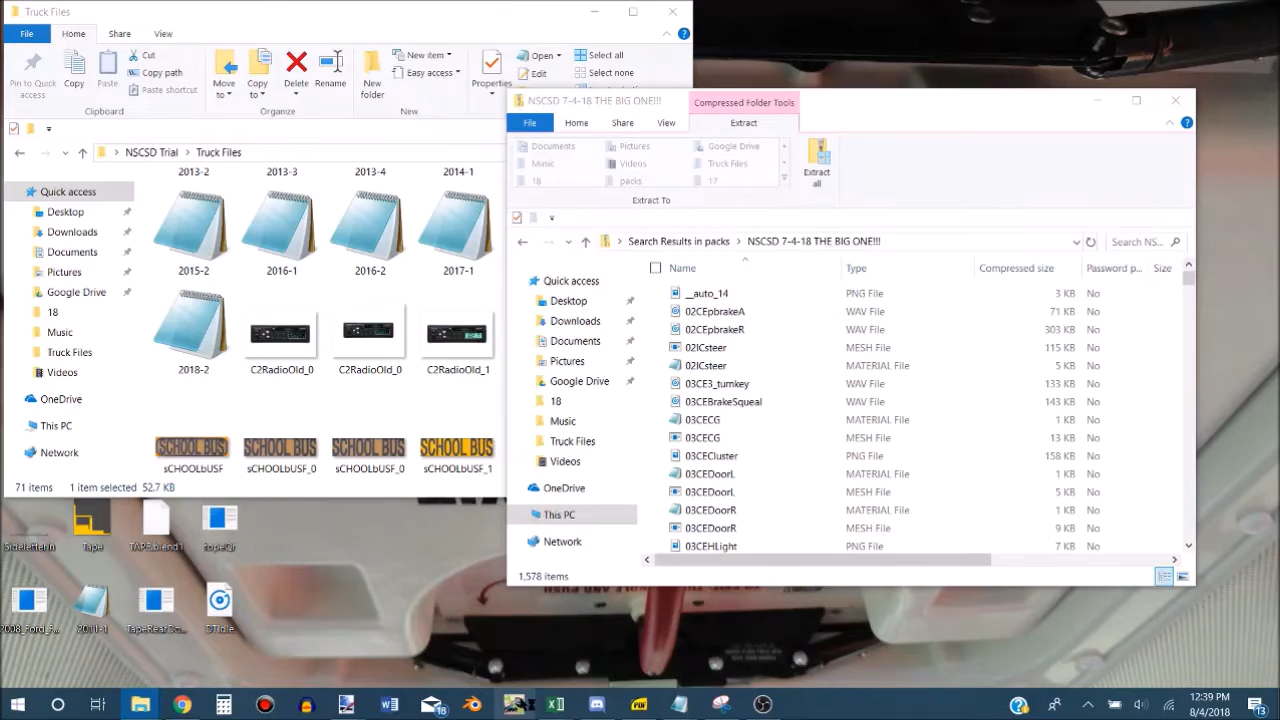 Truck Files
File Home Share View
Pin to Quick access
Copy
Paste
Cut
Copy path
Paste shortcut
Clipboard
Move to
Copy to
Delete
Rename
Organize
New folder
New item
Easy access
New
Properties
Open
Edit
Select all
Select none
NSCSD Trial > Truck Files
Quick access
Desktop
Downloads
Documents
Pictures
Google Drive
18
Music
Truck Files
Videos
OneDrive
This PC
Network
2013-2 2013-3 2013-4 2014-1
2015-2 2016-1 2016-2 2017-1
2018-2 C2RadioOld_0 C2RadioOld_0 C2RadioOld_1
SCHOOL BUS SCHOOL BUS SCHOOL BUS SCHOOL BUS
sCHOOLbUSF sCHOOLbUSF_0 sCHOOLbUSF_0 sCHOOLbUSF_1
71 items 1 item selected 52.7 KB
NSCSD 7-4-18 THE BIG ONE!!! Compressed Folder Tools
File Home Share View Extract
Documents Pictures Google Drive
Music Videos Truck Files
18 packs 17
Extract To
Extract all
Search Results in packs > NSCSD 7-4-18 THE BIG ONE!!!
Search NS...
Quick access
Desktop
Downloads
Documents
Pictures
Google Drive
18
Music
Truck Files
Videos
OneDrive
This PC
Network
Name Type Compressed size Password p... Size
__auto_14 PNG File 3 KB No
02CEpbrakeA WAV File 71 KB No
02CEpbrakeR WAV File 303 KB No
02ICsteer MESH File 115 KB No
02ICsteer MATERIAL File 5 KB No
03CE3_turnkey WAV File 133 KB No
03CEBrakeSqueal WAV File 143 KB No
03CECG MATERIAL File 1 KB No
03CECG MESH File 13 KB No
03CECluster PNG File 158 KB No
03CEDoorL MATERIAL File 1 KB No
03CEDoorL MESH File 5 KB No
03CEDoorR MATERIAL File 1 KB No
03CEDoorR MESH File 9 KB No
03CEHLight PNG File 7 KB No
1,578 items
Tape
2008_Ford_F... 2011-1 TapeRearDo... DTIdle
18
12:39 PM
8/4/2018
13